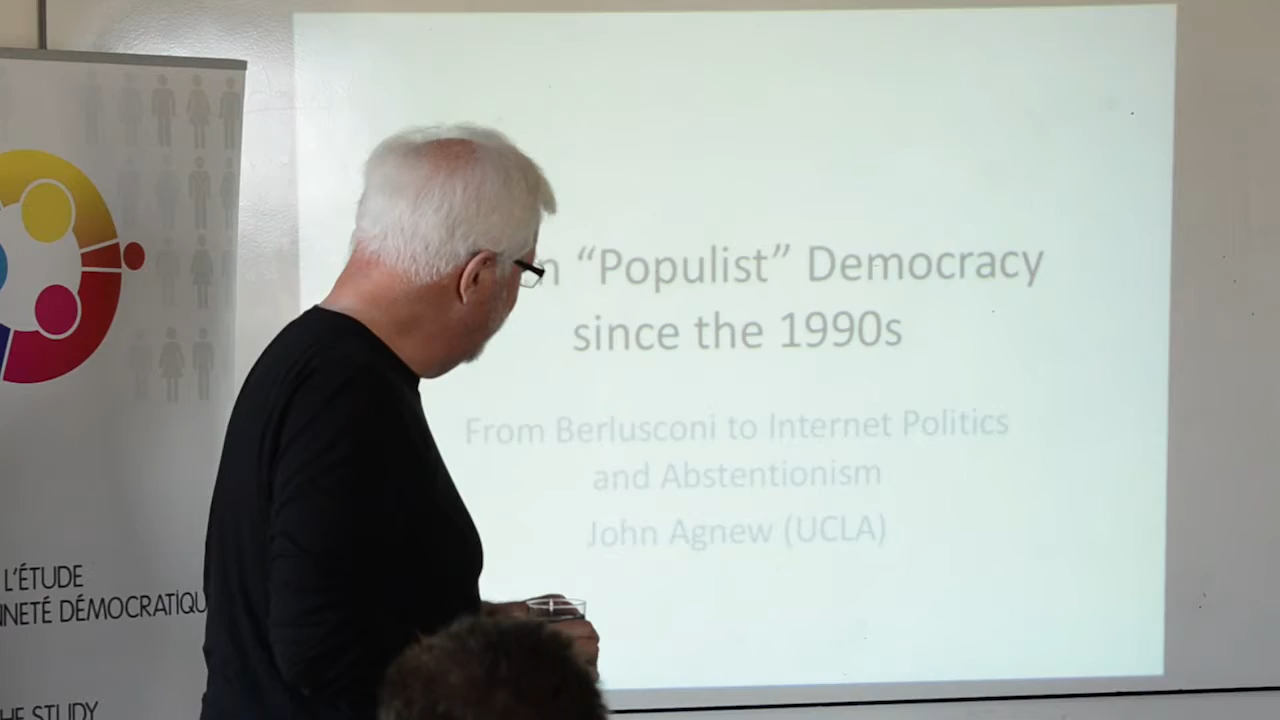 L'ÉTUDE
DÉMOCRATIQU
HE STUDY
“Populist” Democracy
since the 1990s
From Berlusconi to Internet Politics
and Abstentionism
John Agnew (UCLA)